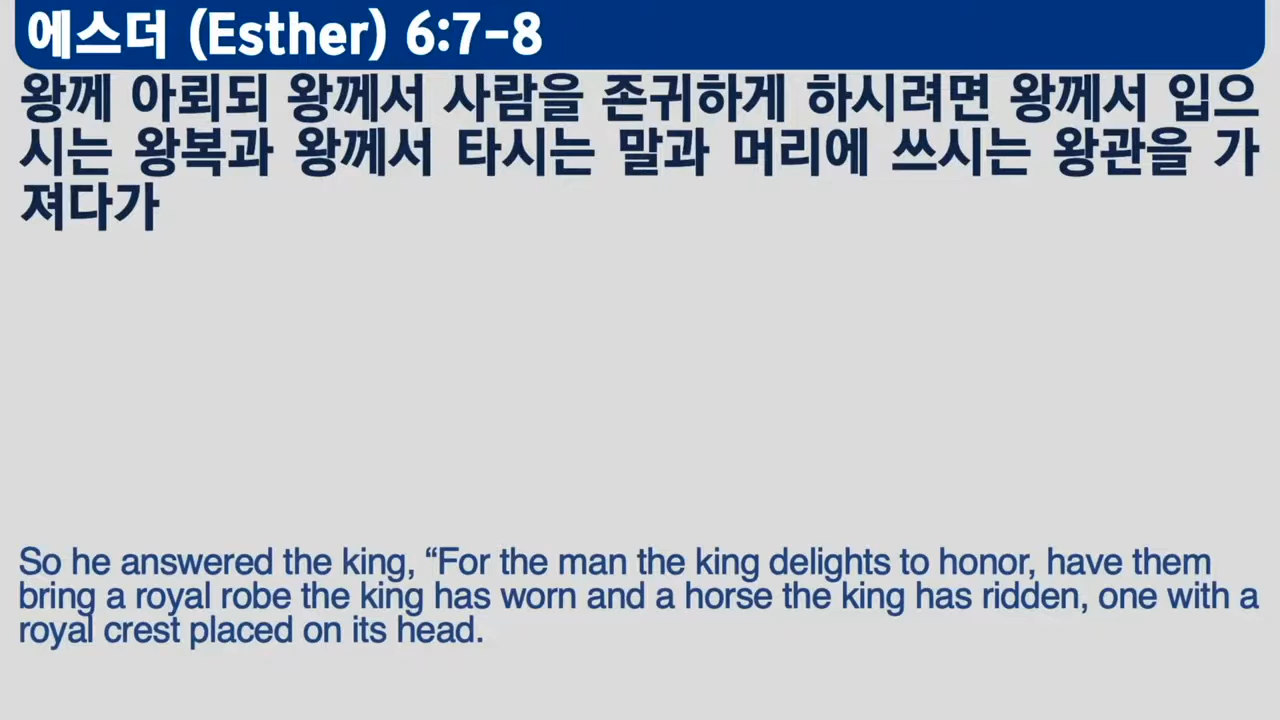 에스더 (Esther) 6:7-8
왕께 아뢰되 왕께서 사람을 존귀하게 하시려면 왕께서 입으
시는 왕복과 왕께서 타시는 말과 머리에 쓰시는 왕관을 가
져다가
So he answered the king, “For the man the king delights to honor, have them
bring a royal robe the king has worn and a horse the king has ridden, one with a
royal crest placed on its head.